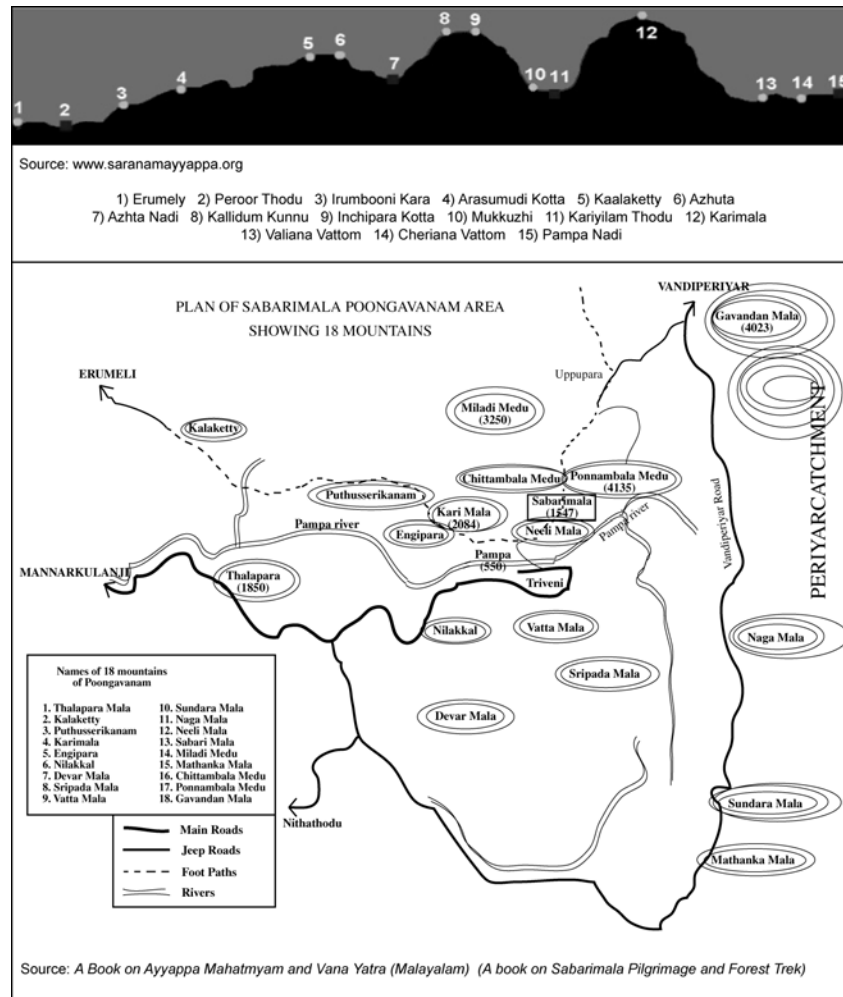 1 2 3 4 5 6 7 8 9 10 11 12 13 14 15
Source: www.saranamayyappa.org
1) Erumely 2) Peroor Thodu 3) Irumbooni Kara 4) Arasumudi Kotta 5) Kaalaketty 6) Azhuta
7) Azhta Nadi 8) Kallidum Kunnu 9) Inchipara Kotta 10) Mukkuzhi 11) Kariyilam Thodu 12) Karimala
13) Valiana Vattom 14) Cheriana Vattom 15) Pampa Nadi
PLAN OF SABARIMALA POONGAVANAM AREA
SHOWING 18 MOUNTAINS
VANDIPERIYAR
Gavandan Mala
(4023)
ERUMELI
Uppupara
PERIYARCATCHMENT
Miladi Medu
(3250)
Kalaketty
Chittambala Medu
Ponnambala Medu
(4135)
Puthusserikanam
Sabarimala
(1547)
Kari Mala
(2084)
Vandiperiyar Road
Pampa river
Engipara
Neeli Mala
Pampa river
Pampa
(550)
MANNARKULANJI
Thalapara
(1850)
Triveni
Nilakkal
Vatta Mala
Naga Mala
Sripada Mala
Devar Mala
Names of 18 mountains
of Poongavanam
1. Thalapara Mala
2. Kalaketty
3. Puthusserikanam
4. Karimala
5. Engipara
6. Nilakkal
7. Devar Mala
8. Sripada Mala
9. Vatta Mala
10. Sundara Mala
11. Naga Mala
12. Neeli Mala
13. Sabari Mala
14. Miladi Medu
15. Mathanka Mala
16. Chittambala Medu
17. Ponnambala Medu
18. Gavandan Mala
Sundara Mala
Nithathodu
Main Roads
Jeep Roads
Foot Paths
Rivers
Mathanka Mala
Source: A Book on Ayyappa Mahatmyam and Vana Yatra (Malayalam) (A book on Sabarimala Pilgrimage and Forest Trek)